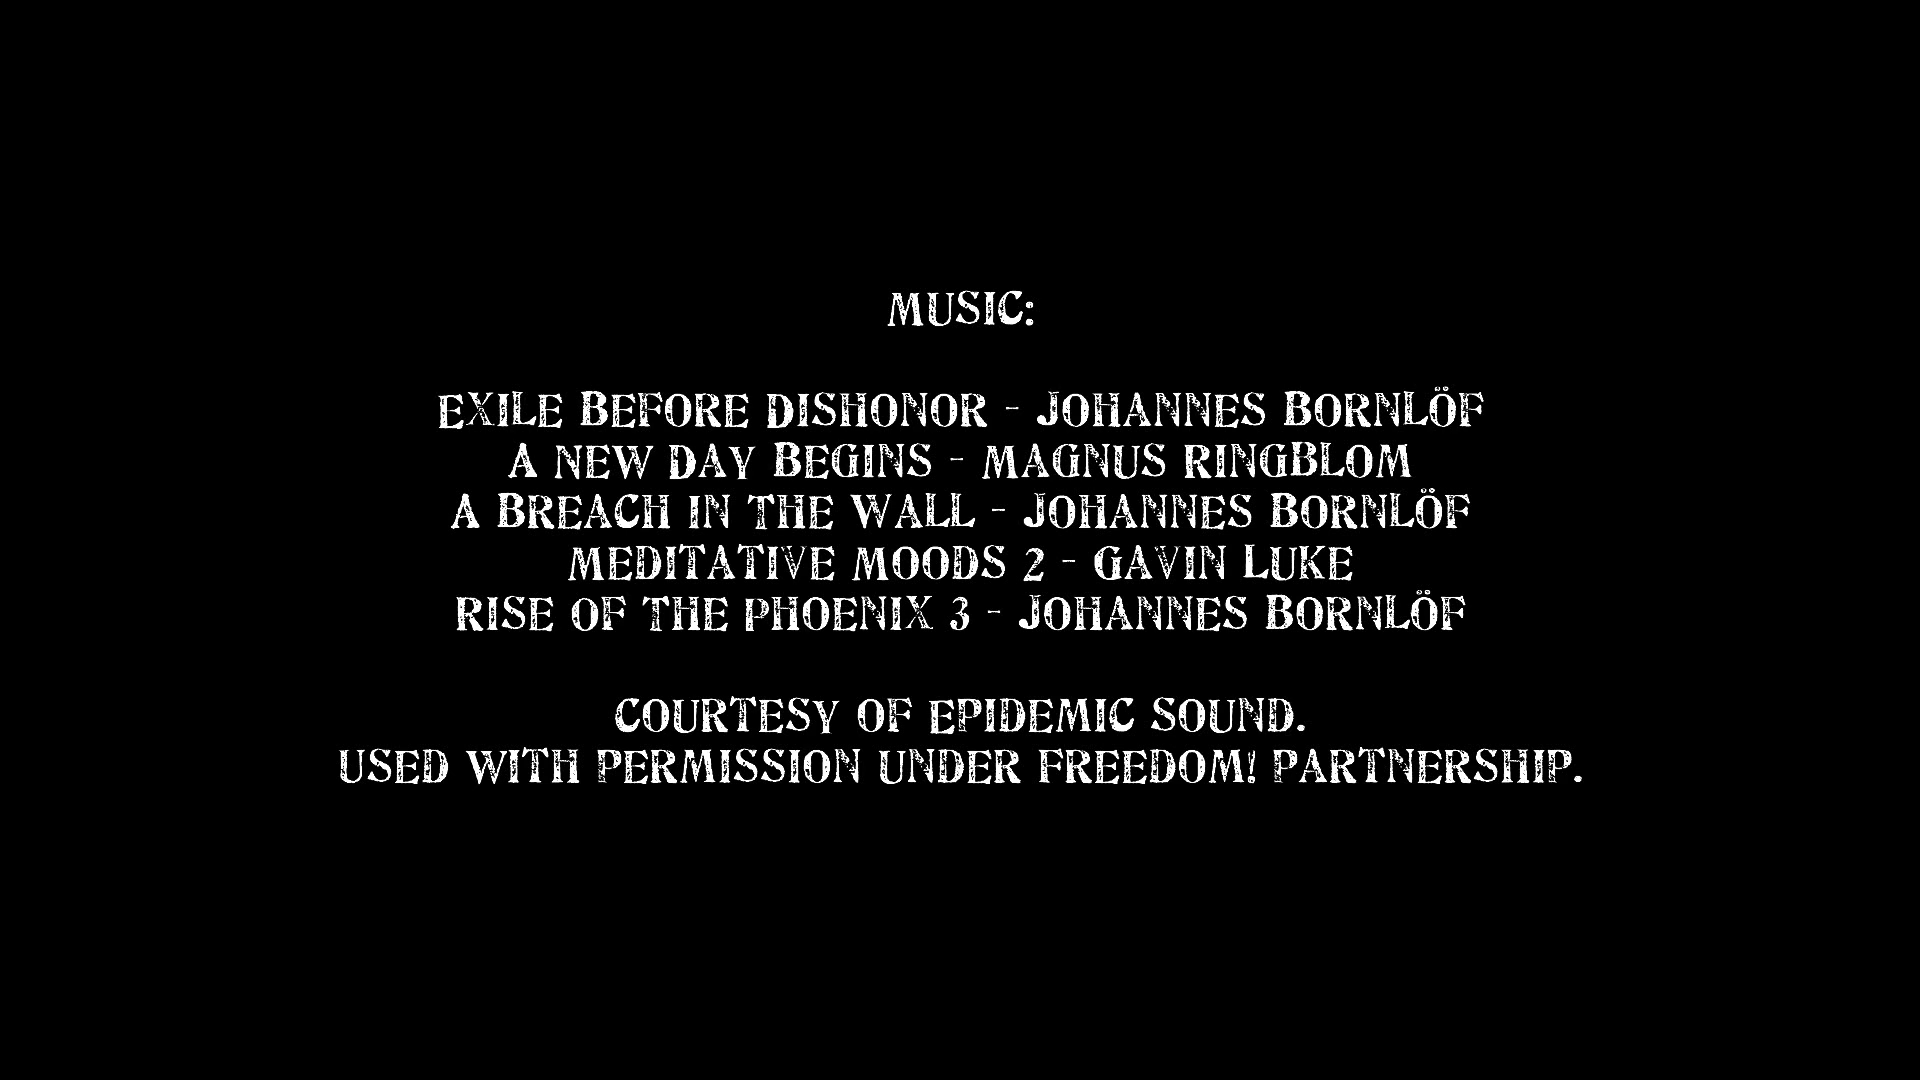 MUSIC:
EXILE BEFORE DISHONOR - JOHANNES BORNLÖF
A NEW DAY BEGINS - MAGNUS RINGBLOM
A BREACH IN THE WALL - JOHANNES BORNLÖF
MEDITATIVE MOODS 2 - GAVIN LUKE
RISE OF THE PHOENIX 3 - JOHANNES BORNLÖF
COURTESY OF EPIDEMIC SOUND.
USED WITH PERMISSION UNDER FREEDOM! PARTNERSHIP.